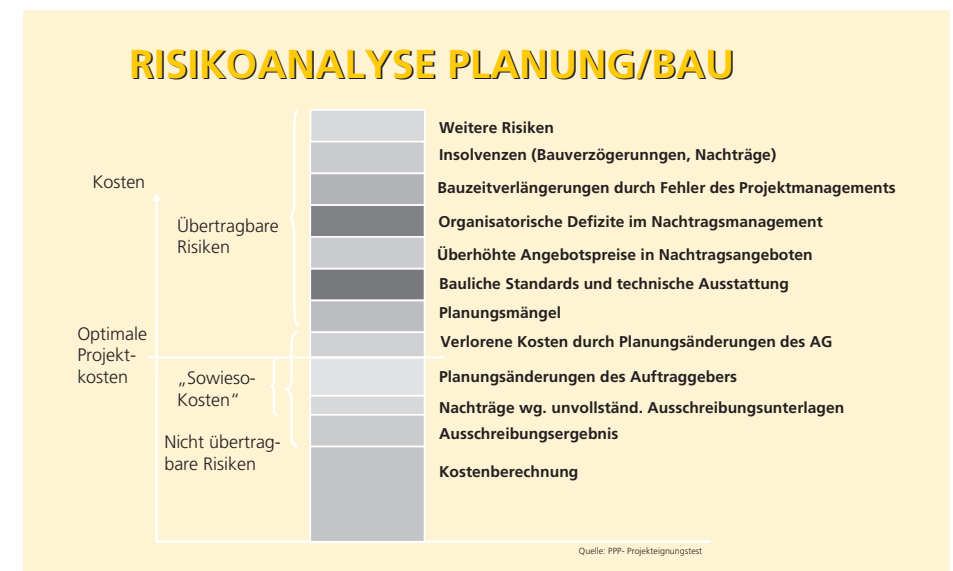 RISIKOANALYSE PLANUNG/BAU
Kosten
Übertragbare
Risiken
Optimale
Projekt-
kosten
„Sowieso-
Kosten“
Nicht übertrag-
bare Risiken
Weitere Risiken
Insolvenzen (Bauverzögerunngen, Nachträge)
Bauzeitverlängerungen durch Fehler des Projektmanagements
Organisatorische Defizite im Nachtragsmanagement
Überhöhte Angebotspreise in Nachtragsangeboten
Bauliche Standards und technische Ausstattung
Planungsmängel
Verlorene Kosten durch Planungsänderungen des AG
Planungsänderungen des Auftraggebers
Nachträge wg. unvollständ. Ausschreibungsunterlagen
Ausschreibungsergebnis
Kostenberechnung
Quelle: PPP- Projekteignungstest